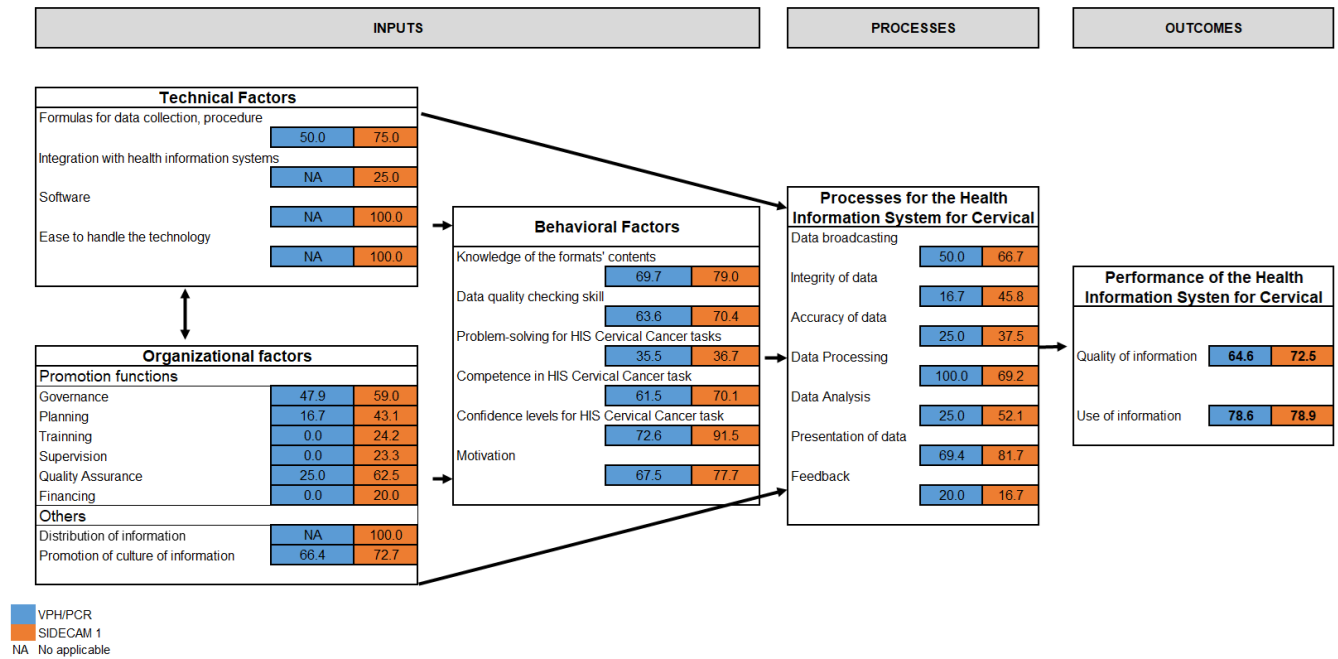 INPUTS
PROCESSES
OUTCOMES
Technical Factors
Formulas for data collection, procedure
50.0 75.0
Integration with health information systems
NA 25.0
Software
NA 100.0
Ease to handle the technology
NA 100.0
Organizational factors
Promotion functions
Governance 47.9 59.0
Planning 16.7 43.1
Trainning 0.0 24.2
Supervision 0.0 23.3
Quality Assurance 25.0 62.5
Financing 0.0 20.0
Others
Distribution of information NA 100.0
Promotion of culture of information 66.4 72.7
Behavioral Factors
Knowledge of the formats' contents
69.7 79.0
Data quality checking skill
63.6 70.4
Problem-solving for HIS Cervical Cancer tasks
35.5 36.7
Competence in HIS Cervical Cancer task
61.5 70.1
Confidence levels for HIS Cervical Cancer task
72.6 91.5
Motivation
67.5 77.7
Processes for the Health
Information System for Cervical
Data broadcasting
50.0 66.7
Integrity of data
16.7 45.8
Accuracy of data
25.0 37.5
Data Processing
100.0 69.2
Data Analysis
25.0 52.1
Presentation of data
69.4 81.7
Feedback
20.0 16.7
Performance of the Health
Information Systen for Cervical
Quality of information 64.6 72.5
Use of information 78.6 78.9
VPH/PCR
SIDECAM 1
NA No applicable